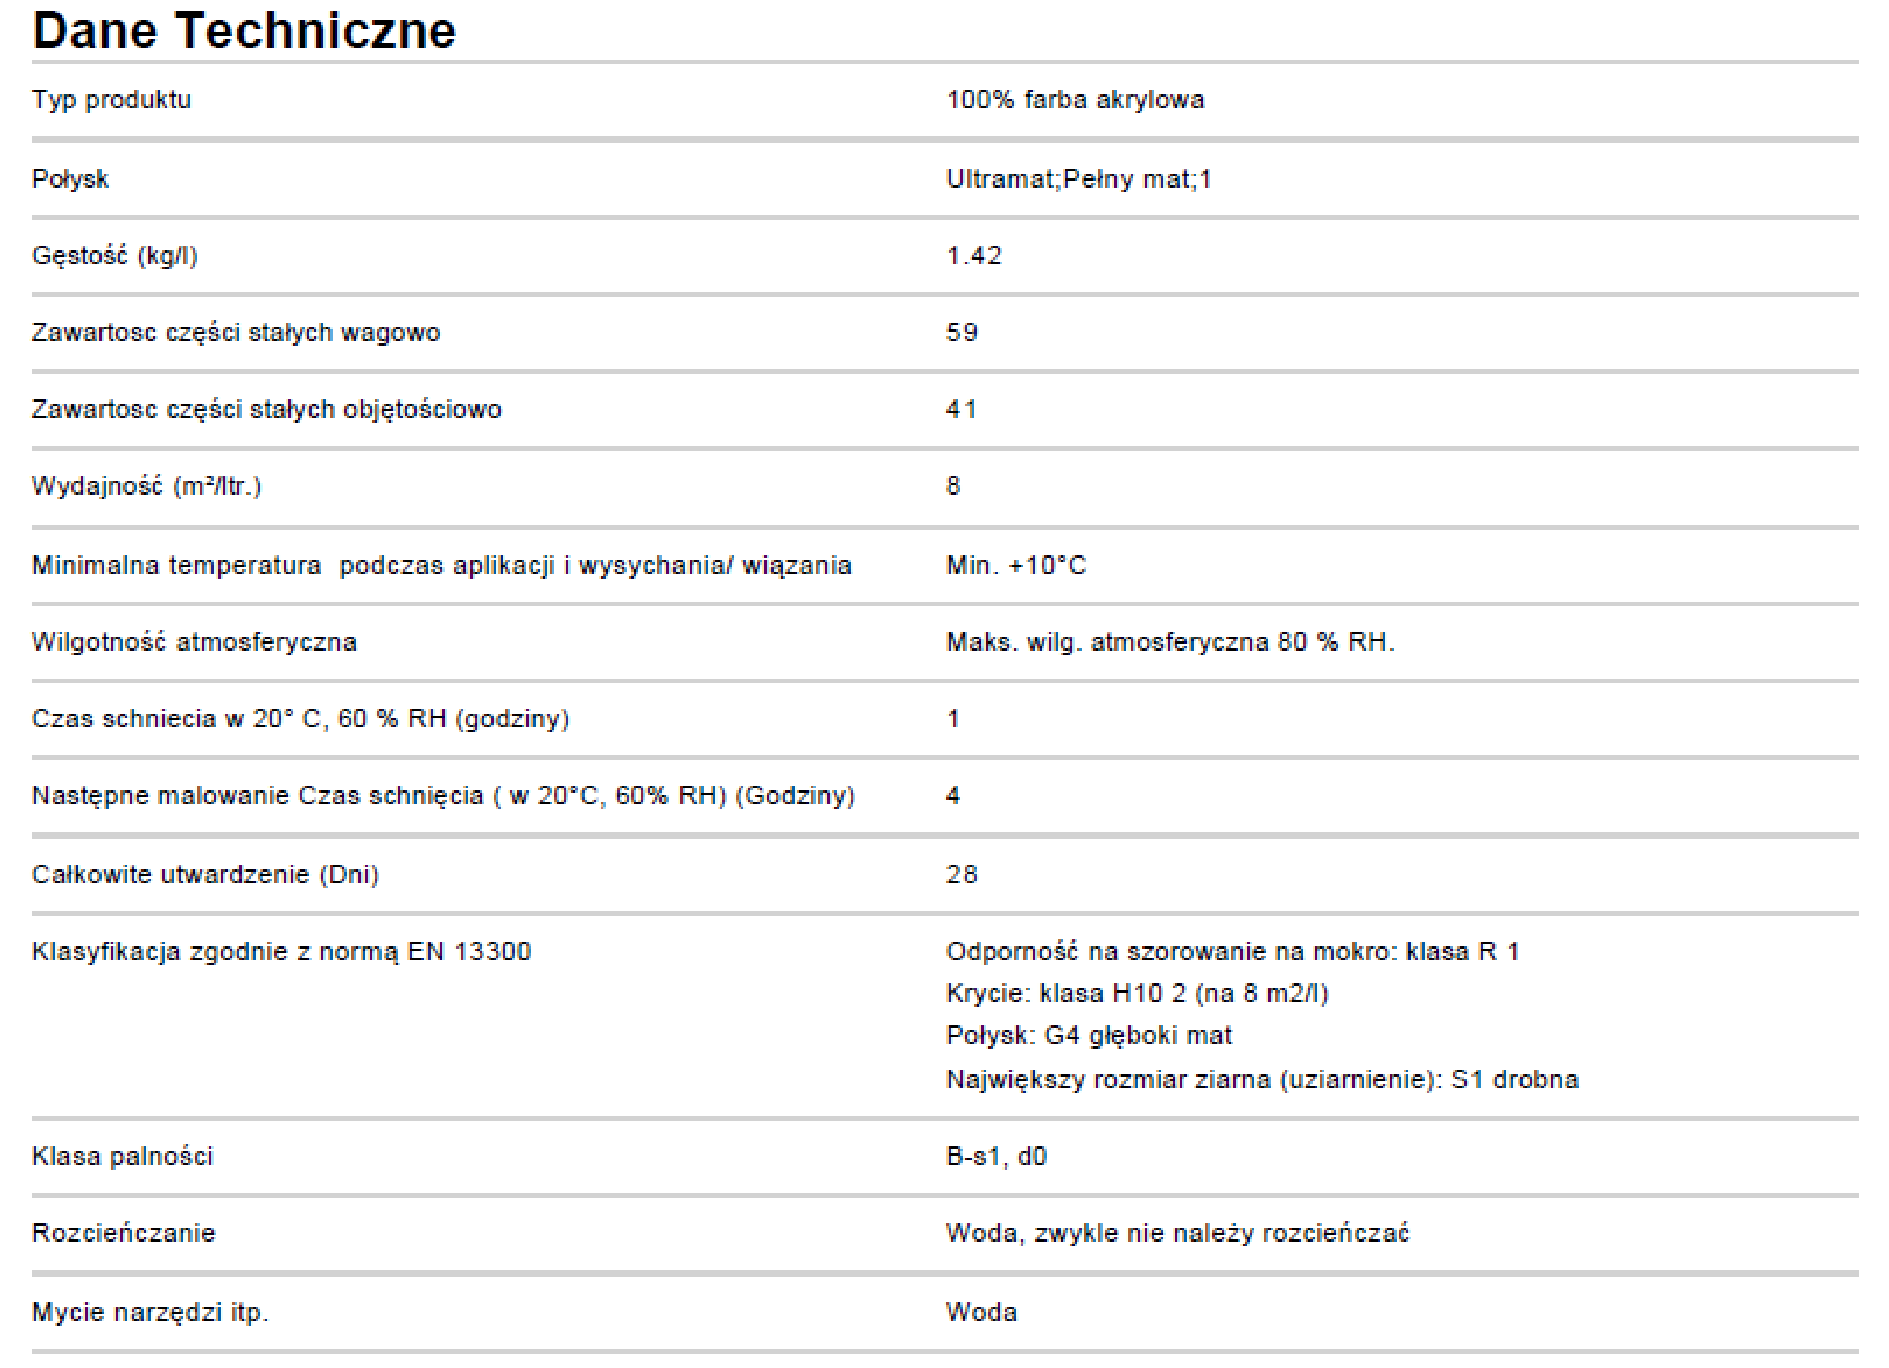 Dane Techniczne
Typ produktu 100% farba akrylowa
Połysk Ultramat;Pełny mat;1
Gęstość (kg/l) 1.42
Zawartosc części stałych wagowo 59
Zawartosc części stałych objętościowo 41
Wydajność (m²/ltr.) 8
Minimalna temperatura  podczas aplikacji i wysychania/ wiązania Min. +10°C
Wilgotność atmosferyczna Maks. wilg. atmosferyczna 80 % RH.
Czas schniecia w 20° C, 60 % RH (godziny) 1
Następne malowanie Czas schnięcia ( w 20°C, 60% RH) (Godziny) 4
Całkowite utwardzenie (Dni) 28
Klasyfikacja zgodnie z normą EN 13300 Odporność na szorowanie na mokro: klasa R 1
Krycie: klasa H10 2 (na 8 m2/l)
Połysk: G4 głęboki mat
Największy rozmiar ziarna (uziarnienie): S1 drobna
Klasa palności B-s1, d0
Rozcieńczanie Woda, zwykle nie należy rozcieńczać
Mycie narzędzi itp. Woda